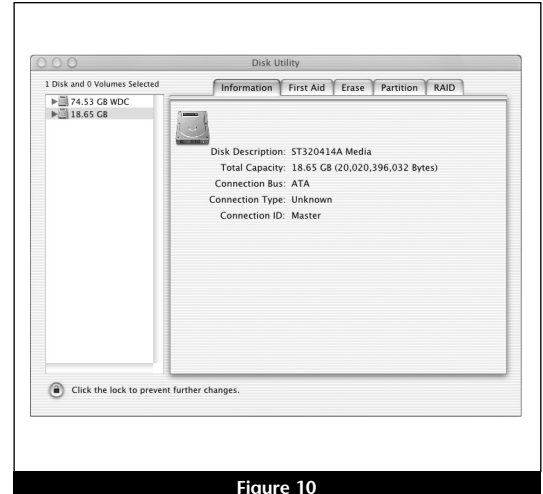 Disk Utility
1 Disk and 0 Volumes Selected
Information First Aid Erase Partition RAID
74.53 GB WDC
18.65 GB
Disk Description: ST320414A Media
Total Capacity: 18.65 GB (20,020,396,032 Bytes)
Connection Bus: ATA
Connection Type: Unknown
Connection ID: Master
Click the lock to prevent further changes.
Figure 10